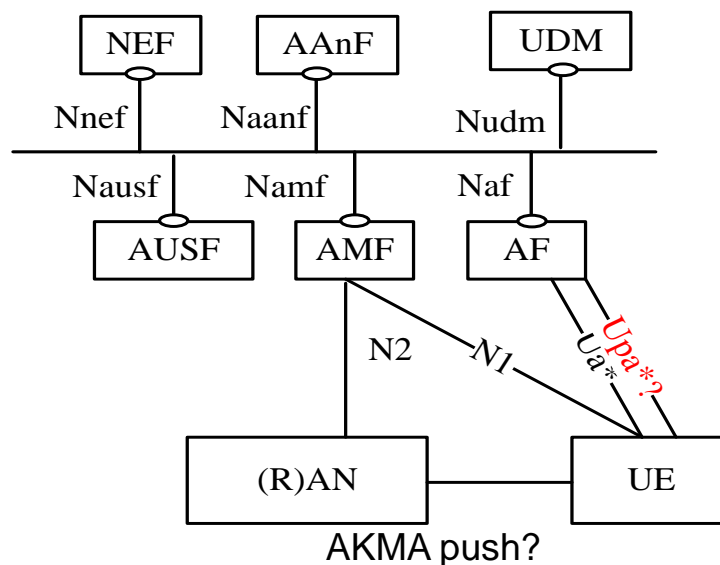 NEF
AAnF
UDM
Nnef
Naanf
Nudm
Nausf
Namf
Naf
AUSF
AMF
AF
N2
N1
Ua*
Upa*?
(R)AN
UE
AKMA push?